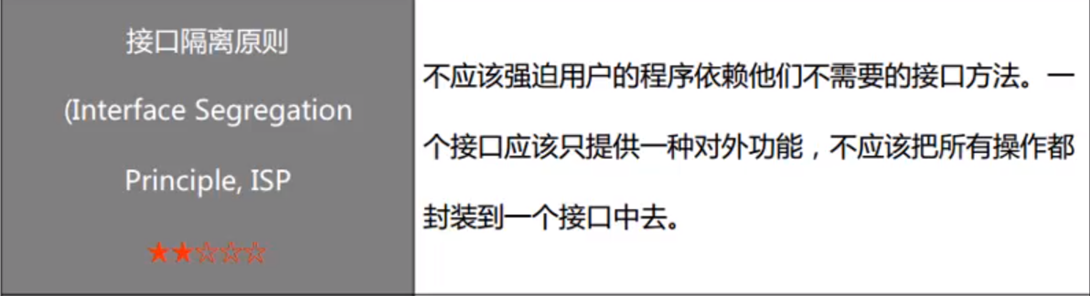 接口隔离原则
(Interface Segregation
Principle, ISP
★★☆☆☆
不应该强迫用户的程序依赖他们不需要的接口方法。一
个接口应该只提供一种对外功能，不应该把所有操作都
封装到一个接口中去。